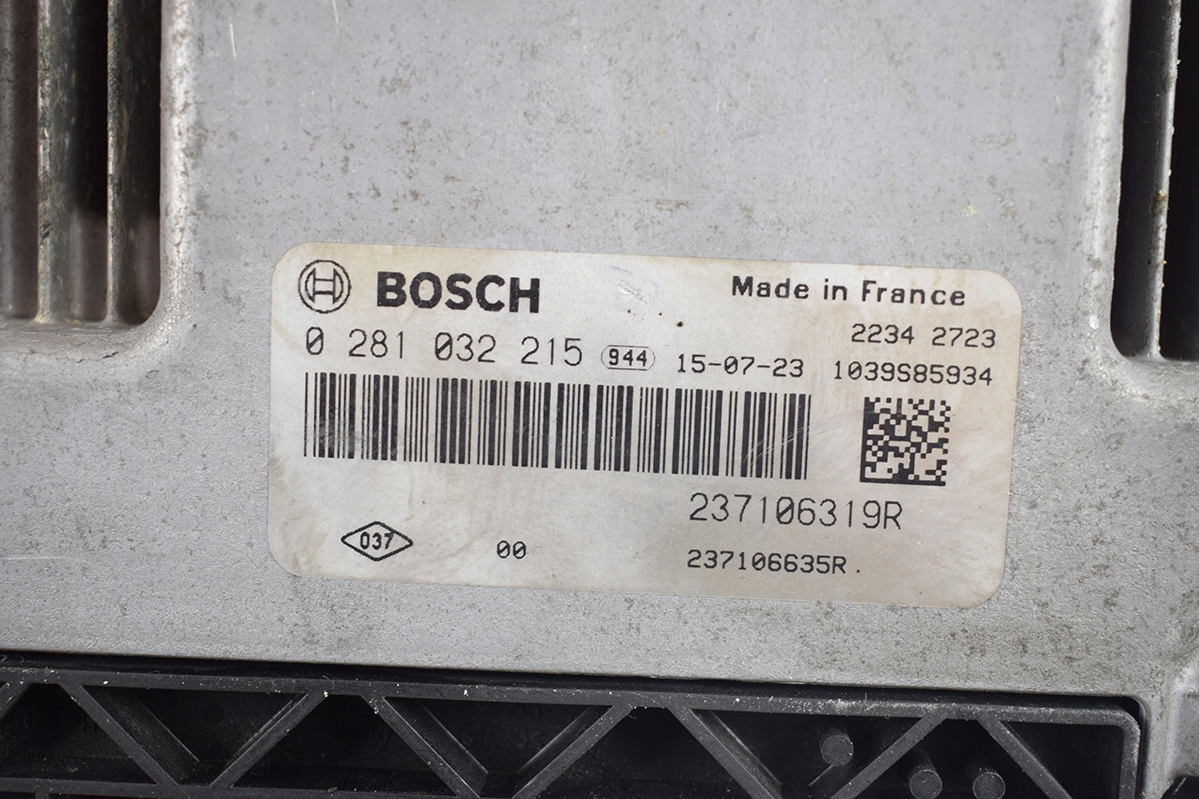 BOSCH
Made in France
2234 2723
0 281 032 215 944 15-07-23 1039S85934
237106319R
037 00 237106635R.